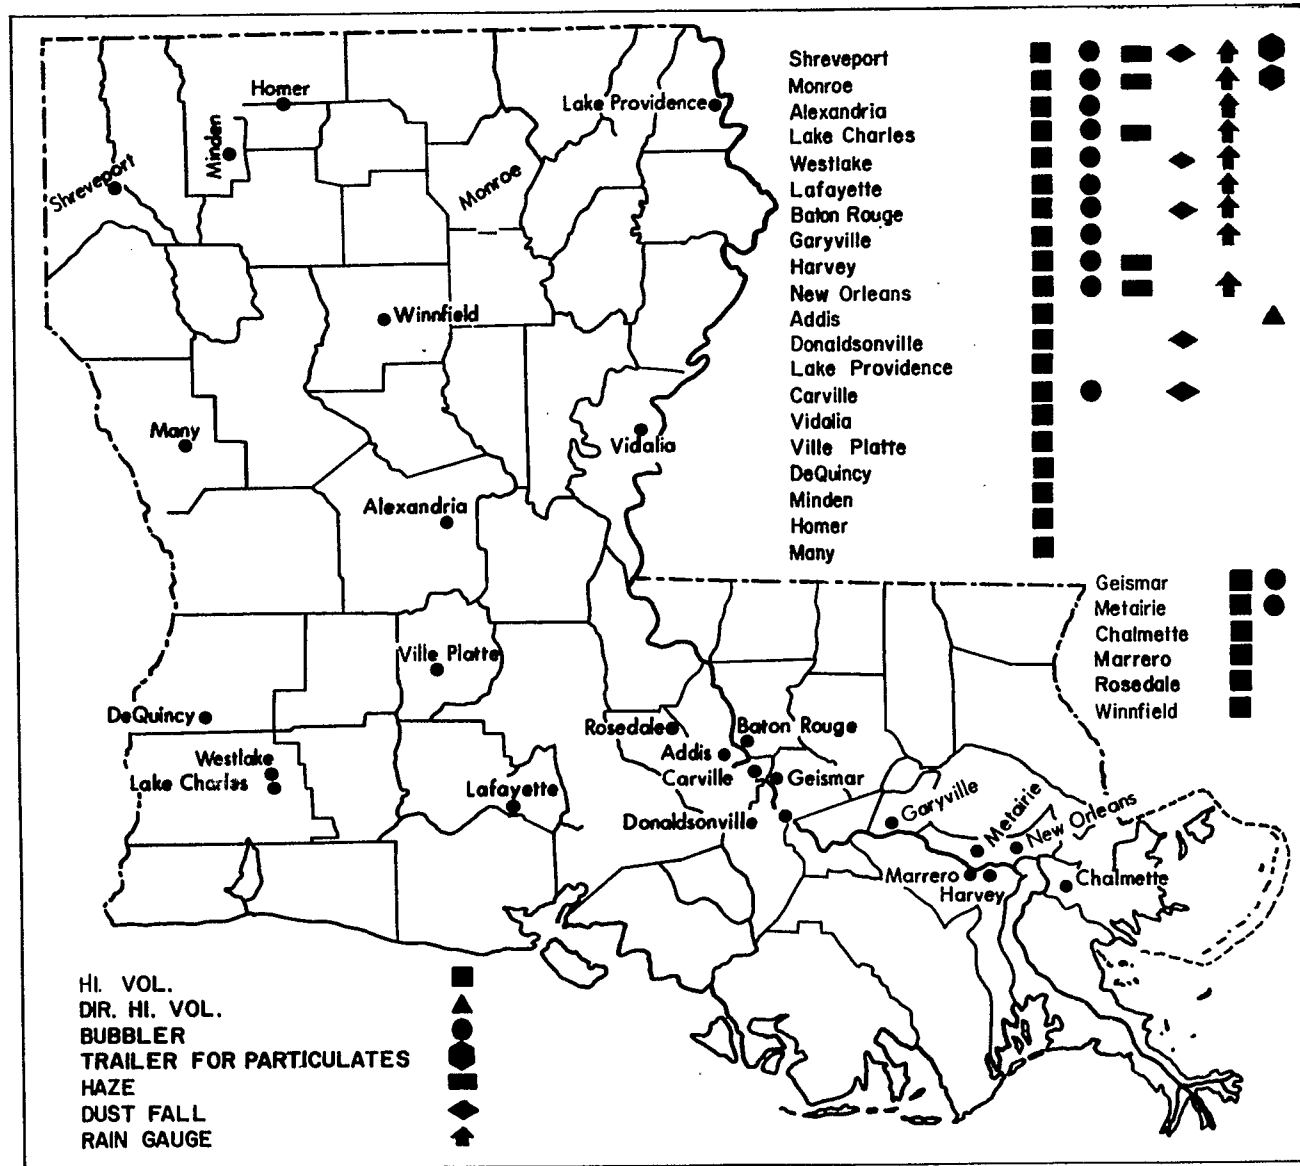 Shreveport
Monroe
Alexandria
Lake Charles
Westlake
Lafayette
Baton Rouge
Garyville
Harvey
New Orleans
Addis
Donaldsonville
Lake Providence
Carville
Vidalia
Ville Platte
DeQuincy
Minden
Homer
Many
Geismar
Metairie
Chalmette
Marrero
Rosedale
Winnfield
Homer
Lake Providence
Minden
Shreveport
Monroe
Winnfield
Many
Vidalia
Alexandria
Ville Platte
DeQuincy
Rosedale
Baton Rouge
Addis
Westlake
Carville
Geismar
Lake Charles
Lafayette
Donaldsonville
Garyville
Metairie
New Orleans
Marrero
Harvey
Chalmette
HI. VOL.
DIR. HI. VOL.
BUBBLER
TRAILER FOR PARTICULATES
HAZE
DUST FALL
RAIN GAUGE